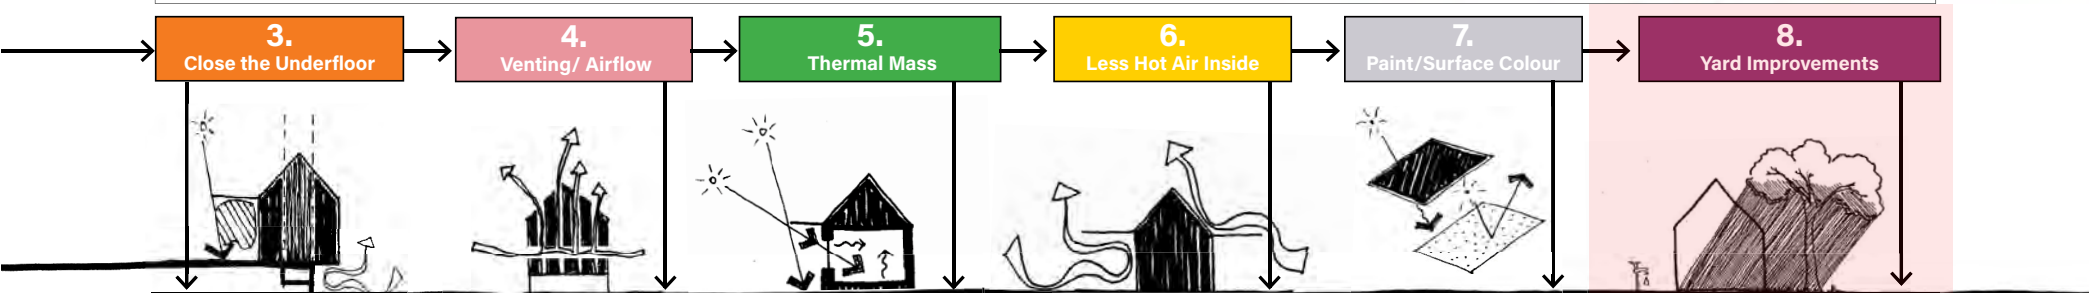 3.
Close the Underfloor
4.
Venting/ Airflow
5.
Thermal Mass
6.
Less Hot Air Inside
7.
Paint/Surface Colour
8.
Yard Improvements